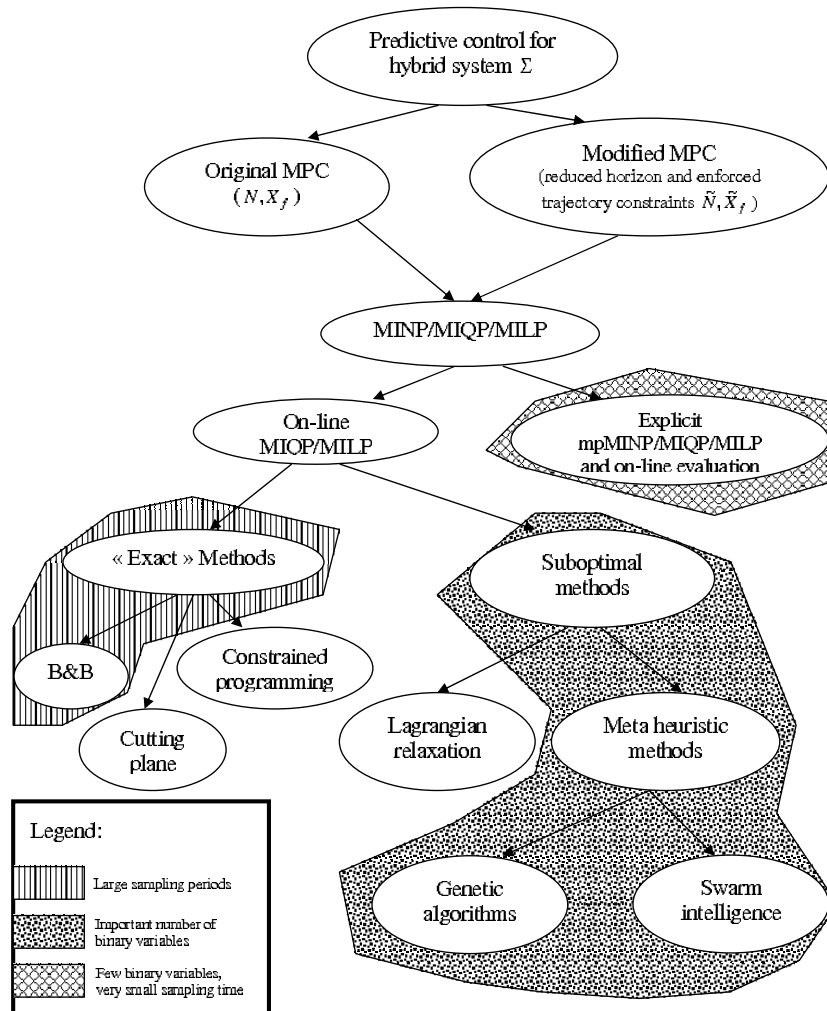 Predictive control for
hybrid system Σ
Original MPC
(N, X_f)
Modified MPC
(reduced horizon and enforced
trajectory constraints Ñ, X̃_f )
MINP/MIQP/MILP
On-line
MIQP/MILP
Explicit
mpMINP/MIQP/MILP
and on-line evaluation
« Exact » Methods
Suboptimal
methods
B&B
Constrained
programming
Cutting
plane
Lagrangian
relaxation
Meta heuristic
methods
Genetic
algorithms
Swarm
intelligence
Legend:
Large sampling periods
Important number of
binary variables
Few binary variables,
very small sampling time